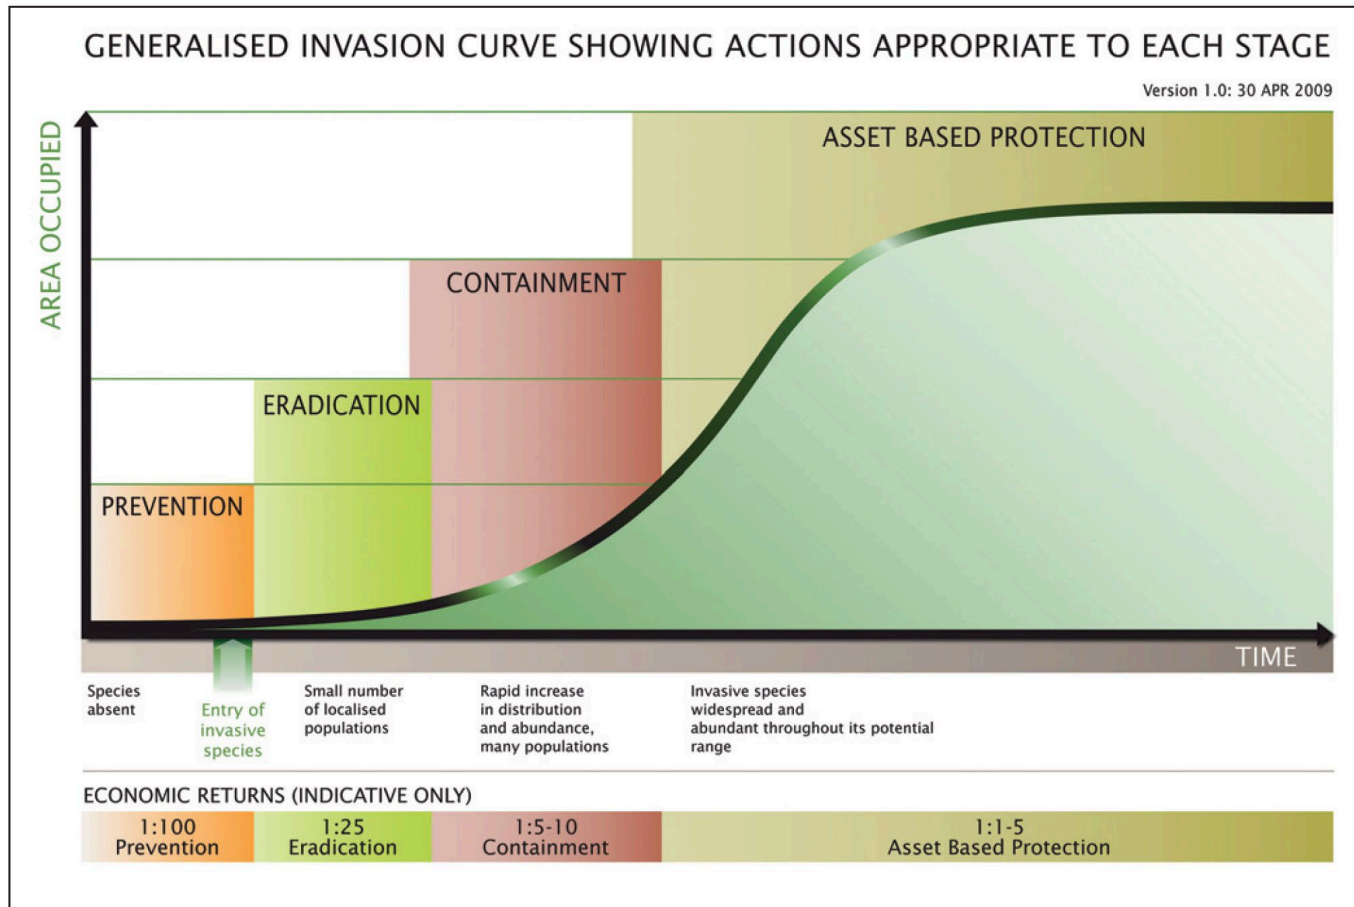 GENERALISED INVASION CURVE SHOWING ACTIONS APPROPRIATE TO EACH STAGE
Version 1.0: 30 APR 2009
AREA OCCUPIED
ASSET BASED PROTECTION
CONTAINMENT
ERADICATION
PREVENTION
TIME
Species
absent
Entry of
invasive
species
Small number
of localised
populations
Rapid increase
in distribution
and abundance,
many populations
Invasive species
widespread and
abundant throughout its potential
range
ECONOMIC RETURNS (INDICATIVE ONLY)
1:100
Prevention
1:25
Eradication
1:5-10
Containment
1:1-5
Asset Based Protection